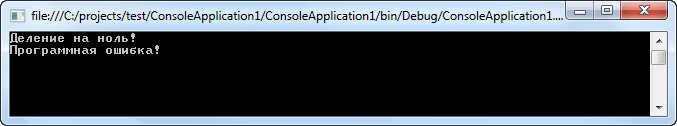 file:///C:/projects/test/ConsoleApplication1/ConsoleApplication1/bin/Debug/ConsoleApplication1....
Деление на ноль!
Программная ошибка!